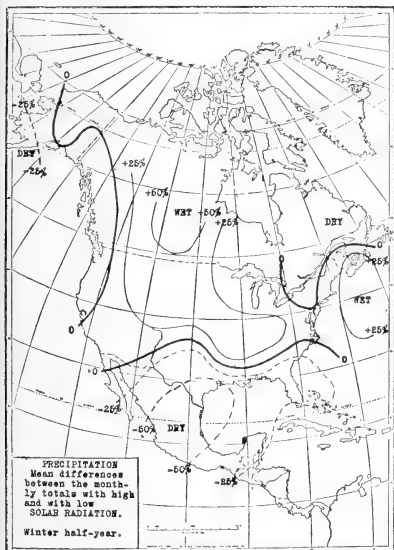 0
-25%
DRY
-25%
+25%
+50%
WET
+50%
+25%
DRY
0
0
+25%
WET
+25%
0
0
0
-25%
-50%
DRY
-50%
-25%
PRECIPITATION
Mean differences
between the month-
ly totals with high
and with low
SOLAR RADIATION.
Winter half-year.